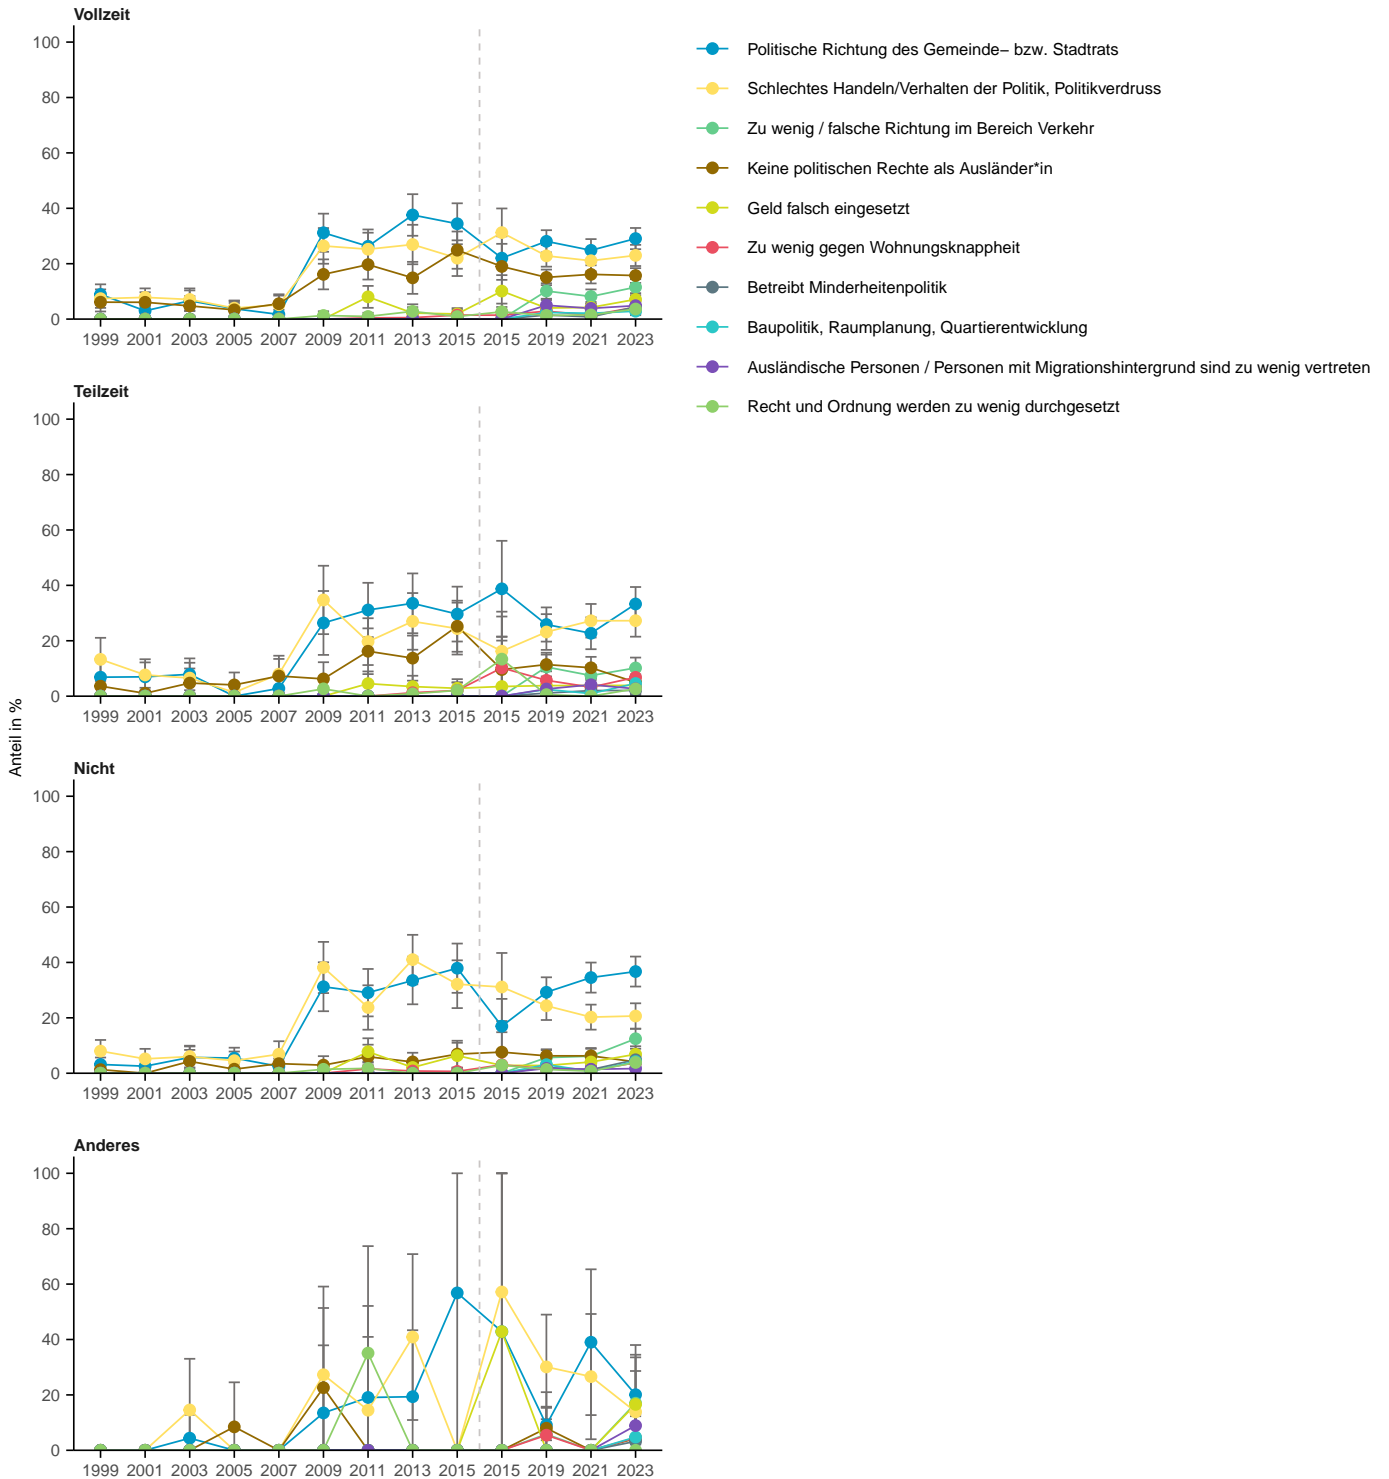 Vollzeit
100
80
60
40
20
0
1999 2001 2003 2005 2007 2009 2011 2013 2015 2015 2019 2021 2023
Politische Richtung des Gemeinde– bzw. Stadtrats
Schlechtes Handeln/Verhalten der Politik, Politikverdruss
Zu wenig / falsche Richtung im Bereich Verkehr
Keine politischen Rechte als Ausländer*in
Geld falsch eingesetzt
Zu wenig gegen Wohnungsknappheit
Betreibt Minderheitenpolitik
Baupolitik, Raumplanung, Quartierentwicklung
Ausländische Personen / Personen mit Migrationshintergrund sind zu wenig vertreten
Recht und Ordnung werden zu wenig durchgesetzt
Teilzeit
100
80
60
40
20
0
1999 2001 2003 2005 2007 2009 2011 2013 2015 2015 2019 2021 2023
Anteil in %
Nicht
100
80
60
40
20
0
1999 2001 2003 2005 2007 2009 2011 2013 2015 2015 2019 2021 2023
Anderes
100
80
60
40
20
0
1999 2001 2003 2005 2007 2009 2011 2013 2015 2015 2019 2021 2023